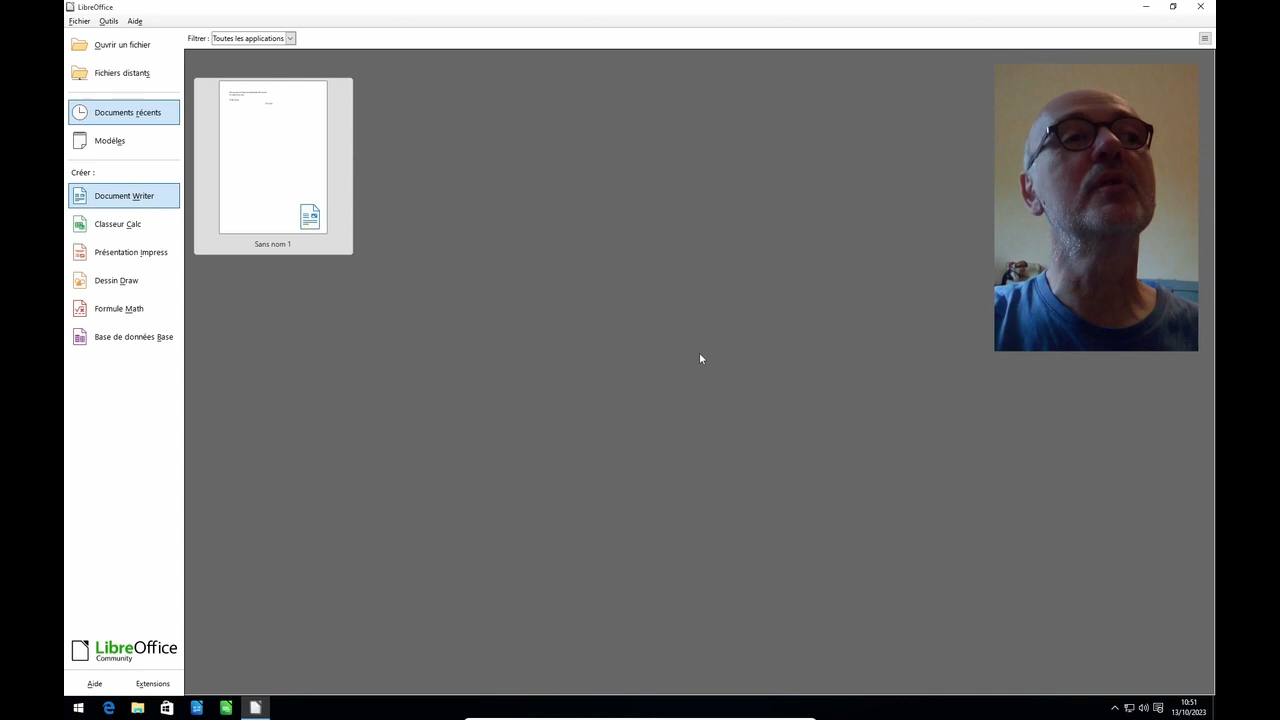 LibreOffice
Fichier Outils Aide
Ouvrir un fichier
Fichiers distants
Documents récents
Modèles
Créer :
Document Writer
Classeur Calc
Présentation Impress
Dessin Draw
Formule Math
Base de données Base
LibreOffice
Community
Aide Extensions
Filtrer : Toutes les applications
Sans nom 1
10:51
13/10/2023